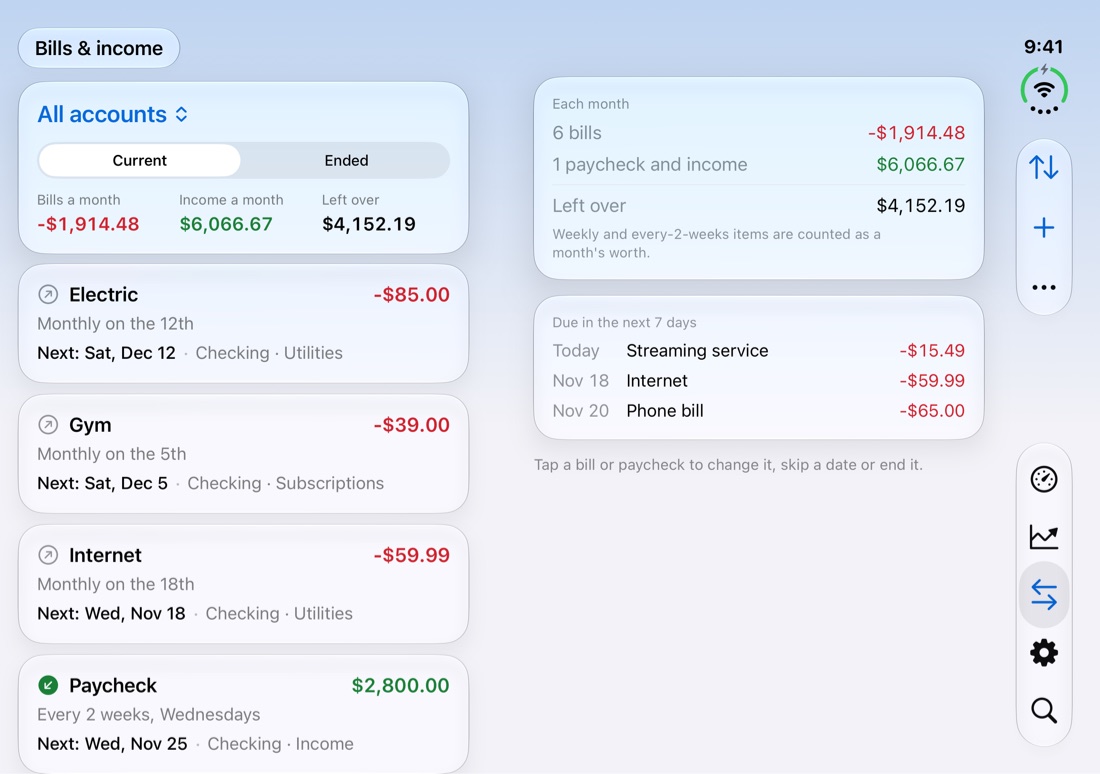 Bills & income
All accounts
Current
Ended
Bills a month
Income a month
Left over
-$1,914.48
$6,066.67
$4,152.19
Electric
-$85.00
Monthly on the 12th
Next: Sat, Dec 12 · Checking · Utilities
Gym
-$39.00
Monthly on the 5th
Next: Sat, Dec 5 · Checking · Subscriptions
Internet
-$59.99
Monthly on the 18th
Next: Wed, Nov 18 · Checking · Utilities
Paycheck
$2,800.00
Every 2 weeks, Wednesdays
Next: Wed, Nov 25 · Checking · Income
Each month
6 bills
-$1,914.48
1 paycheck and income
$6,066.67
Left over
$4,152.19
Weekly and every-2-weeks items are counted as a
month's worth.
Due in the next 7 days
Today Streaming service -$15.49
Nov 18 Internet -$59.99
Nov 20 Phone bill -$65.00
Tap a bill or paycheck to change it, skip a date or end it.
9:41